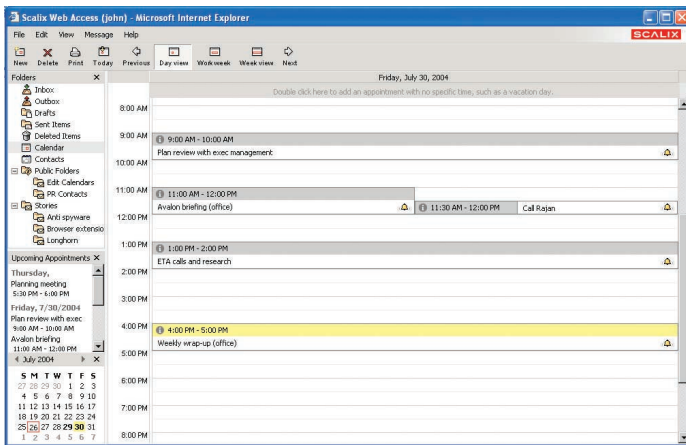 Scalix Web Access (john) - Microsoft Internet Explorer
File Edit View Message Help
SCALIX
New Delete Print Today Previous Day view Workweek Week view Next
Folders
Inbox
Outbox
Drafts
Sent Items
Deleted Items
Calendar
Contacts
Public Folders
Edit Calendars
PR Contacts
Stories
Anti spyware
Browser extensio
Longhorn
Upcoming Appointments
Thursday,
Planning meeting
5:30 PM - 6:00 PM
Friday, 7/30/2004
Plan review with exec
9:00 AM - 10:00 AM
Avalon briefing
11:00 AM - 12:00 PM
July 2004
S M T W T F S
27 28 29 30 1 2 3
4 5 6 7 8 9 10
11 12 13 14 15 16 17
18 19 20 21 22 23 24
25 26 27 28 29 30 31
1 2 3 4 5 6 7
Friday, July 30, 2004
Double click here to add an appointment with no specific time, such as a vacation day.
8:00 AM
9:00 AM
9:00 AM - 10:00 AM
Plan review with exec management
10:00 AM
11:00 AM
11:00 AM - 12:00 PM
Avalon briefing (office)
11:30 AM - 12:00 PM Call Rajan
12:00 PM
1:00 PM
1:00 PM - 2:00 PM
ETA calls and research
2:00 PM
3:00 PM
4:00 PM
4:00 PM - 5:00 PM
Weekly wrap-up (office)
5:00 PM
6:00 PM
7:00 PM
8:00 PM